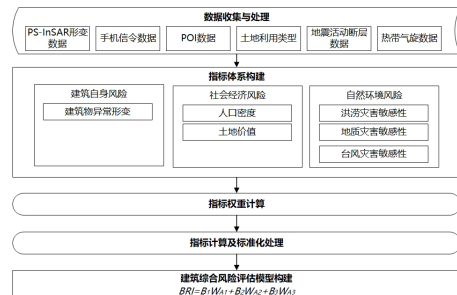 数据收集与处理
PS-InSAR形变数据
手机信令数据
POI数据
土地利用类型
地震活动断层数据
热带气旋数据
指标体系构建
建筑自身风险
建筑物异常形变
社会经济风险
人口密度
土地价值
自然环境风险
洪涝灾害敏感性
地质灾害敏感性
台风灾害敏感性
指标权重计算
指标计算及标准化处理
建筑综合风险评估模型构建
BRI=B₁W_{A1}+B₂W_{A2}+B₃W_{A3}